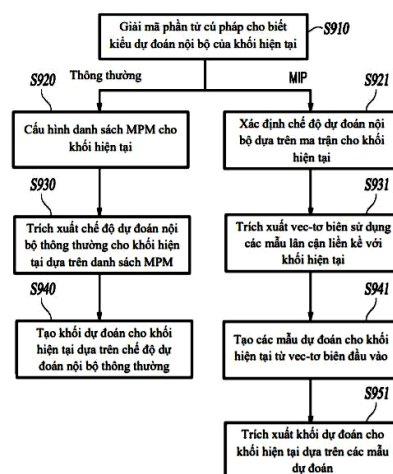 S910
Giải mã phần tử cú pháp cho biết
kiểu dự đoán nội bộ của khối hiện tại
Thông thường
MIP
S920
Cấu hình danh sách MPM cho
khối hiện tại
S930
Trích xuất chế độ dự đoán nội
bộ thông thường cho khối hiện
tại dựa trên danh sách MPM
S940
Tạo khối dự đoán cho khối
hiện tại dựa trên chế độ dự
đoán nội bộ thông thường
S921
Xác định chế độ dự đoán nội
bộ dựa trên ma trận cho khối
hiện tại
S931
Trích xuất vec-tơ biên sử dụng
các mẫu lân cận liền kề với
khối hiện tại
S941
Tạo các mẫu dự đoán cho khối
hiện tại từ vec-tơ biên đầu vào
S951
Trích xuất khối dự đoán cho
khối hiện tại dựa trên các mẫu
dự đoán